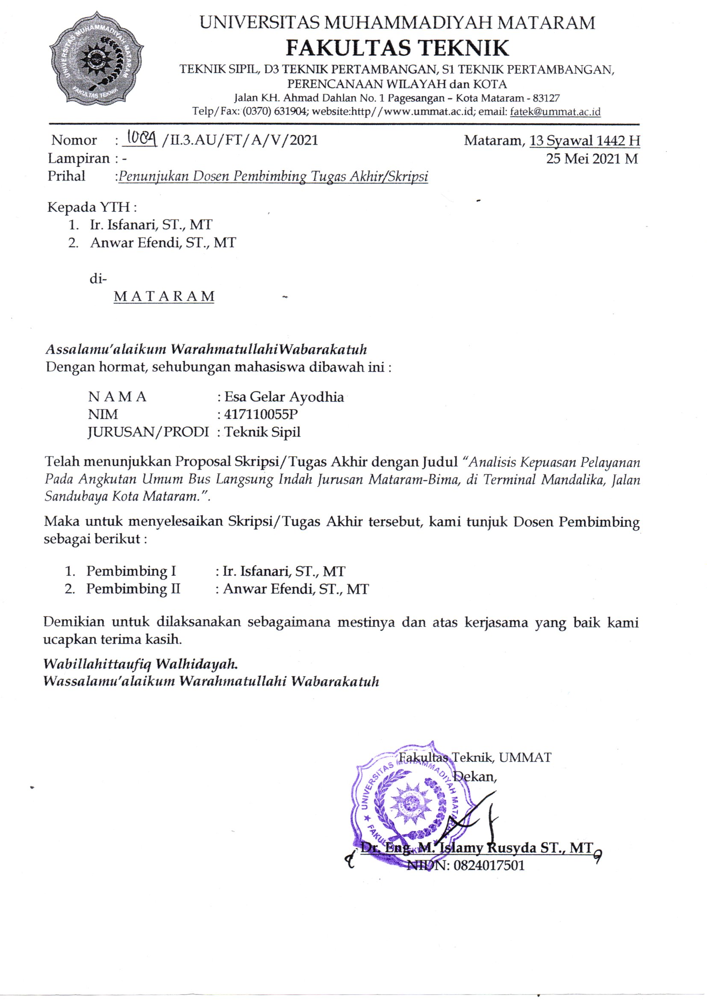 UNIVERSITAS MUHAMMADIYAH MATARAM
FAKULTAS TEKNIK
UNIVERSITAS MUHAMMADIYAH MATARAM
FAKULTAS TEKNIK
TEKNIK SIPIL, D3 TEKNIK PERTAMBANGAN, S1 TEKNIK PERTAMBANGAN,
PERENCANAAN WILAYAH dan KOTA
Jalan KH. Ahmad Dahlan No. 1 Pagesangan – Kota Mataram - 83127
Telp/Fax: (0370) 631904; website:http//www.ummat.ac.id; email: fatek@ummat.ac.id
Nomor : 1089 /II.3.AU/FT/A/V/2021 Mataram, 13 Syawal 1442 H
Lampiran : - 25 Mei 2021 M
Prihal :Penunjukan Dosen Pembimbing Tugas Akhir/Skripsi
Kepada YTH :
1. Ir. Isfanari, ST., MT
2. Anwar Efendi, ST., MT
di-
M A T A R A M
Assalamu’alaikum WarahmatullahiWabarakatuh
Dengan hormat, sehubungan mahasiswa dibawah ini :
N A M A : Esa Gelar Ayodhia
NIM : 417110055P
JURUSAN/PRODI : Teknik Sipil
Telah menunjukkan Proposal Skripsi/Tugas Akhir dengan Judul “Analisis Kepuasan Pelayanan
Pada Angkutan Umum Bus Langsung Indah Jurusan Mataram-Bima, di Terminal Mandalika, Jalan
Sandubaya Kota Mataram.”.
Maka untuk menyelesaikan Skripsi/Tugas Akhir tersebut, kami tunjuk Dosen Pembimbing
sebagai berikut :
1. Pembimbing I : Ir. Isfanari, ST., MT
2. Pembimbing II : Anwar Efendi, ST., MT
Demikian untuk dilaksanakan sebagaimana mestinya dan atas kerjasama yang baik kami
ucapkan terima kasih.
Wabillahittaufiq Walhidayah.
Wassalamu’alaikum Warahmatullahi Wabarakatuh
Fakultas Teknik, UMMAT
Dekan,
UNIVERSITAS MUHAMMADIYAH MATARAM
FAKULTAS TEKNIK
Dr. Eng. M. Islamy Rusyda ST., MT
NIDN: 0824017501